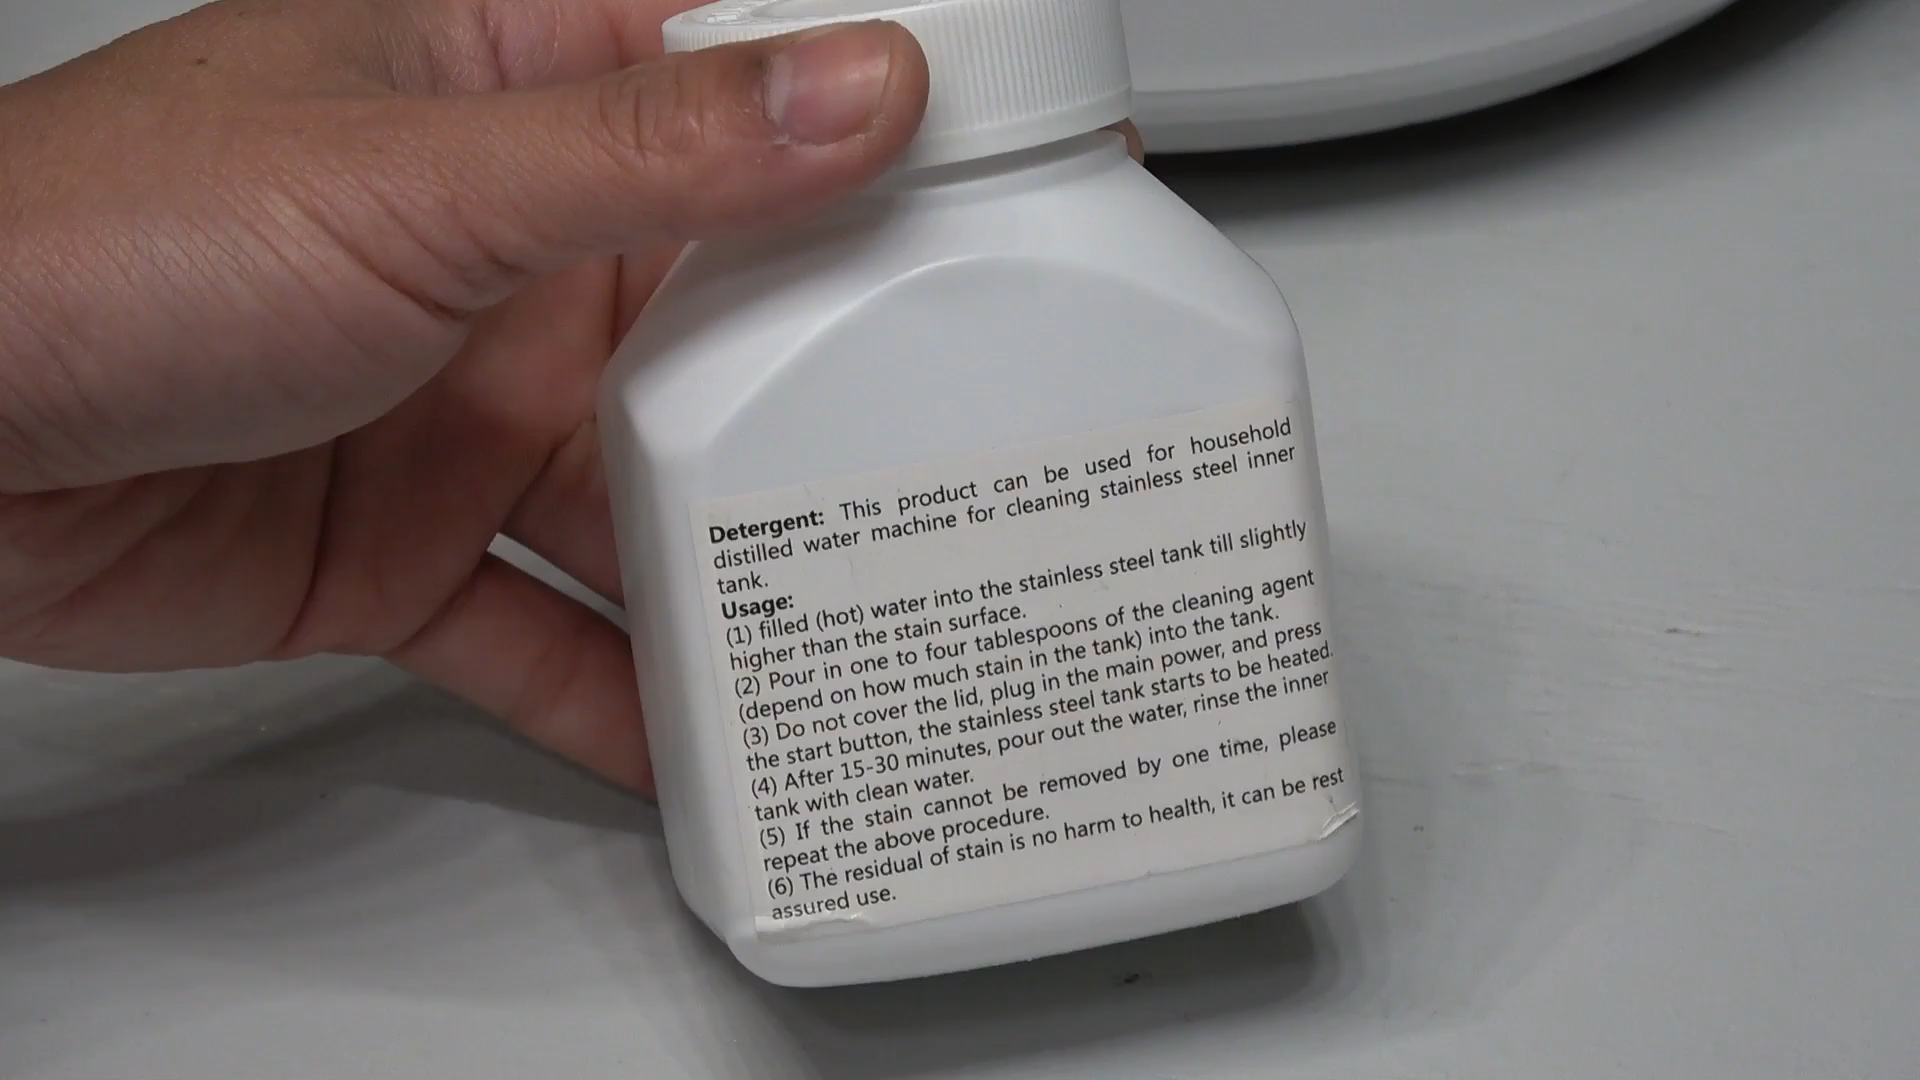 Detergent: This product can be used for household
distilled water machine for cleaning stainless steel inner
tank.
Usage:
(1) filled (hot) water into the stainless steel tank till slightly
higher than the stain surface.
(2) Pour in one to four tablespoons of the cleaning agent
(depend on how much stain in the tank) into the tank.
(3) Do not cover the lid, plug in the main power, and press
the start button, the stainless steel tank starts to be heated.
(4) After 15-30 minutes, pour out the water, rinse the inner
tank with clean water.
(5) If the stain cannot be removed by one time, please
repeat the above procedure.
(6) The residual of stain is no harm to health, it can be rest
assured use.